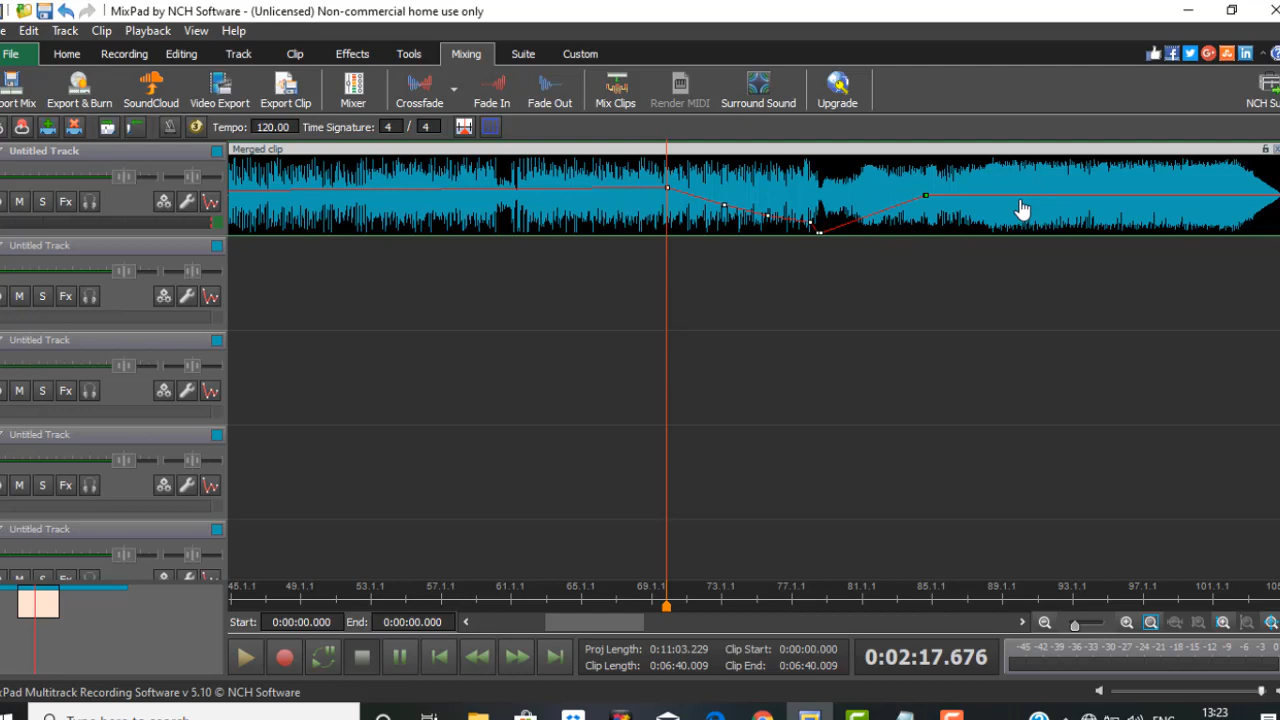 MixPad by NCH Software - (Unlicensed) Non-commercial home use only
Edit Track Clip Playback View Help
File Home Recording Editing Track Clip Effects Tools Mixing Suite Custom
ort Mix Export & Burn SoundCloud Video Export Export Clip Mixer Crossfade Fade In Fade Out Mix Clips Render MIDI Surround Sound Upgrade NCH Su
Tempo: 120.00 Time Signature: 4 / 4
Untitled Track Merged clip
M S Fx
Untitled Track
M S Fx
Untitled Track
M S Fx
Untitled Track
M S Fx
Untitled Track
M S Fx
45.1.1 49.1.1 53.1.1 57.1.1 61.1.1 65.1.1 69.1.1 73.1.1 77.1.1 81.1.1 85.1.1 89.1.1 93.1.1 97.1.1 101.1.1 105
Start: 0:00:00.000 End: 0:00:00.000
Proj Length: 0:11:03.229 Clip Start: 0:00:00.000
Clip Length: 0:06:40.009 Clip End: 0:06:40.009
0:02:17.676
-45 -42 -39 -36 -33 -30 -27 -24 -21 -18 -15 -12 -9 -6 -3 0
xPad Multitrack Recording Software v 5.10 © NCH Software
Type here to search
13:23